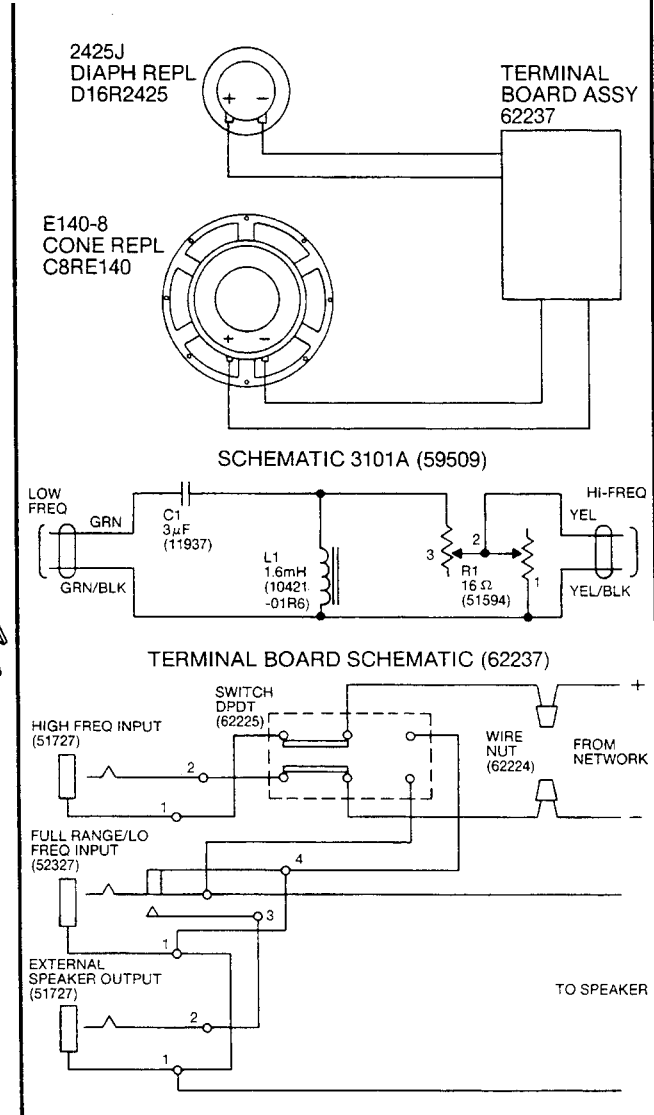 2425J
DIAPH REPL
D16R2425
+ −
TERMINAL
BOARD ASSY
62237
E140-8
CONE REPL
C8RE140
+ −
SCHEMATIC 3101A (59509)
LOW
FREQ
GRN
GRN/BLK
C1
3μF
(11937)
L1
1.6mH
(10421
-01R6)
3
2
R1
16 Ω
(51594)
1
HI-FREQ
YEL
YEL/BLK
TERMINAL BOARD SCHEMATIC (62237)
SWITCH
DPDT
(62225)
HIGH FREQ INPUT
(51727)
2
1
WIRE
NUT
(62224)
+
FROM
NETWORK
−
FULL RANGE/LO
FREQ INPUT
(52327)
4
3
1
EXTERNAL
SPEAKER OUTPUT
(51727)
2
1
TO SPEAKER